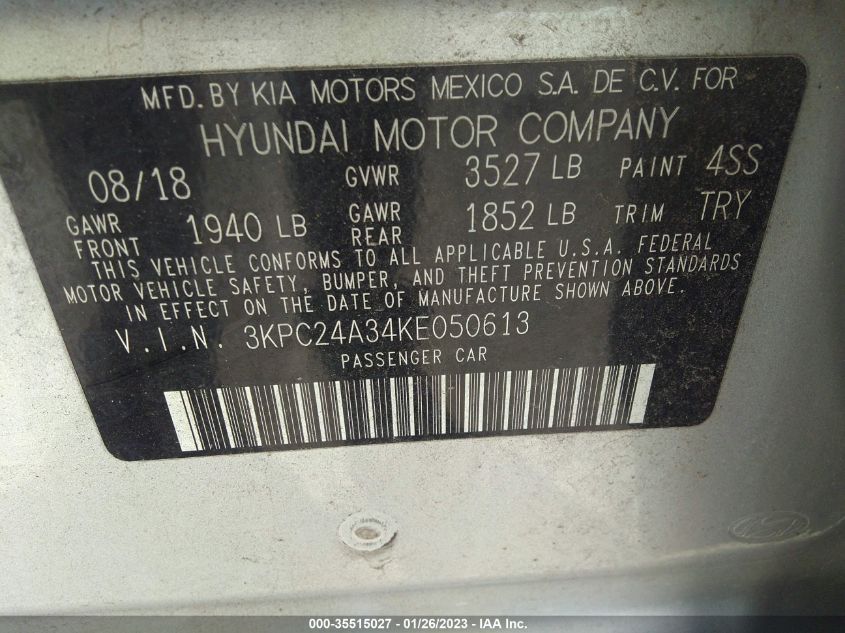 MFD. BY KIA MOTORS MEXICO S.A. DE C.V. FOR
HYUNDAI MOTOR COMPANY
08/18 GVWR 3527 LB PAINT 4SS
GAWR FRONT 1940 LB GAWR REAR 1852 LB TRIM TRY
THIS VEHICLE CONFORMS TO ALL APPLICABLE U.S.A. FEDERAL
MOTOR VEHICLE SAFETY, BUMPER, AND THEFT PREVENTION STANDARDS
IN EFFECT ON THE DATE OF MANUFACTURE SHOWN ABOVE.
V.I.N. 3KPC24A34KE050613
PASSENGER CAR
000-35515027 - 01/26/2023 - © IAA Inc.